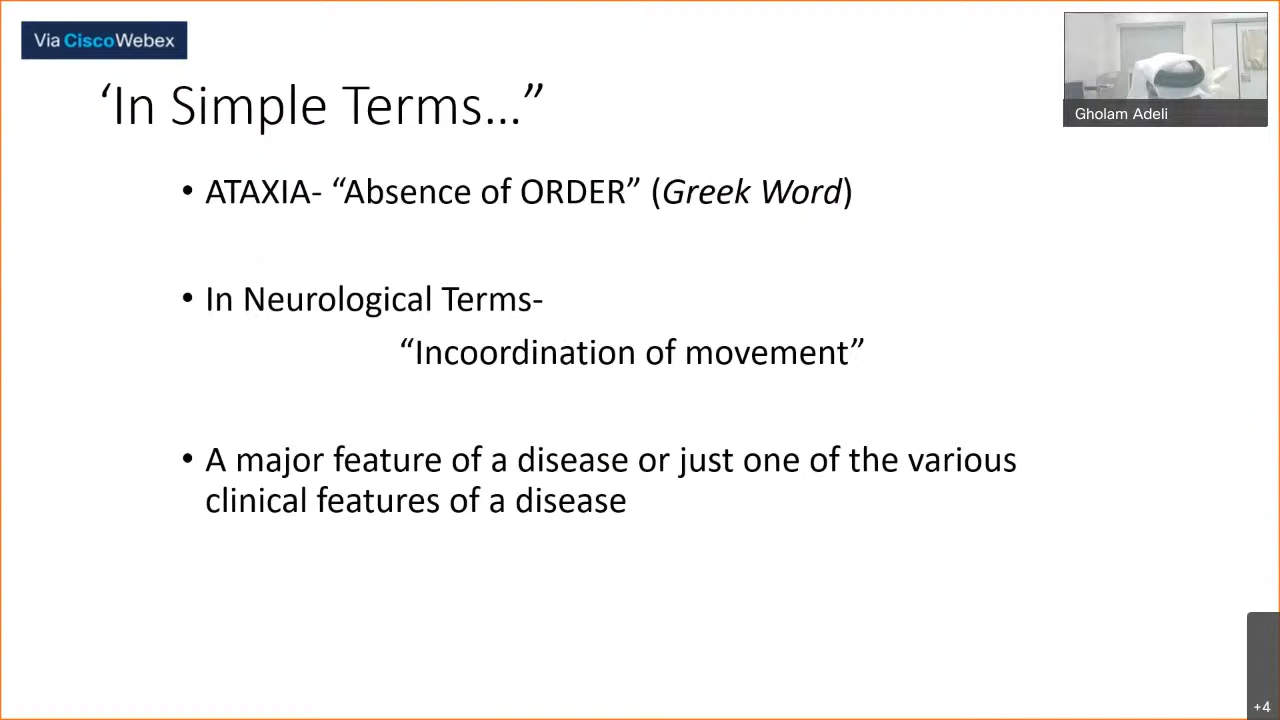 Via CiscoWebex
Gholam Adeli
‘In Simple Terms...”
• ATAXIA- “Absence of ORDER” (Greek Word)
• In Neurological Terms-
“Incoordination of movement”
• A major feature of a disease or just one of the various
clinical features of a disease
+4